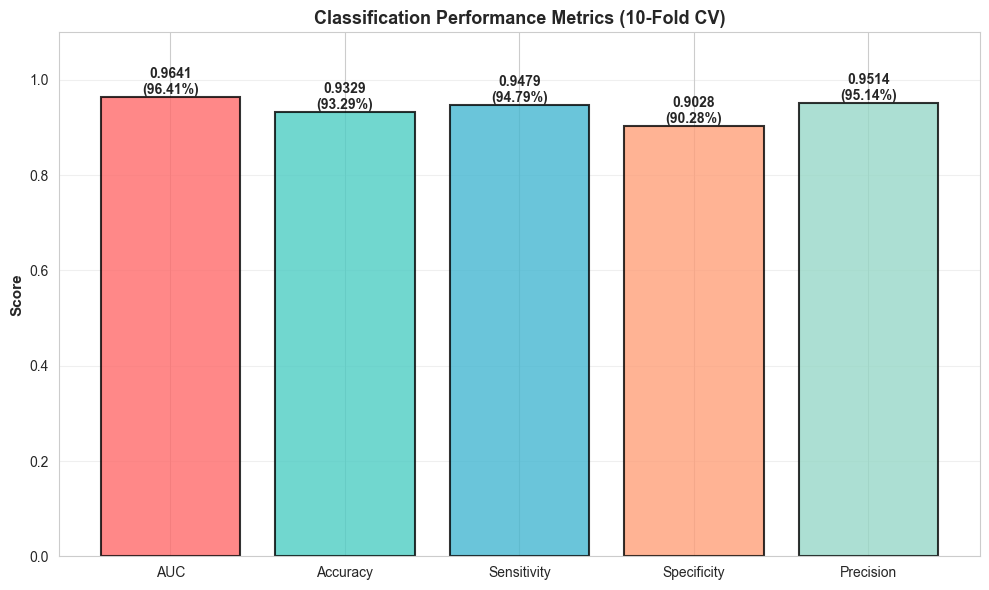 Classification Performance Metrics (10-Fold CV)
Score
1.0
0.8
0.6
0.4
0.2
0.0
0.9641
(96.41%)
0.9329
(93.29%)
0.9479
(94.79%)
0.9028
(90.28%)
0.9514
(95.14%)
AUC
Accuracy
Sensitivity
Specificity
Precision